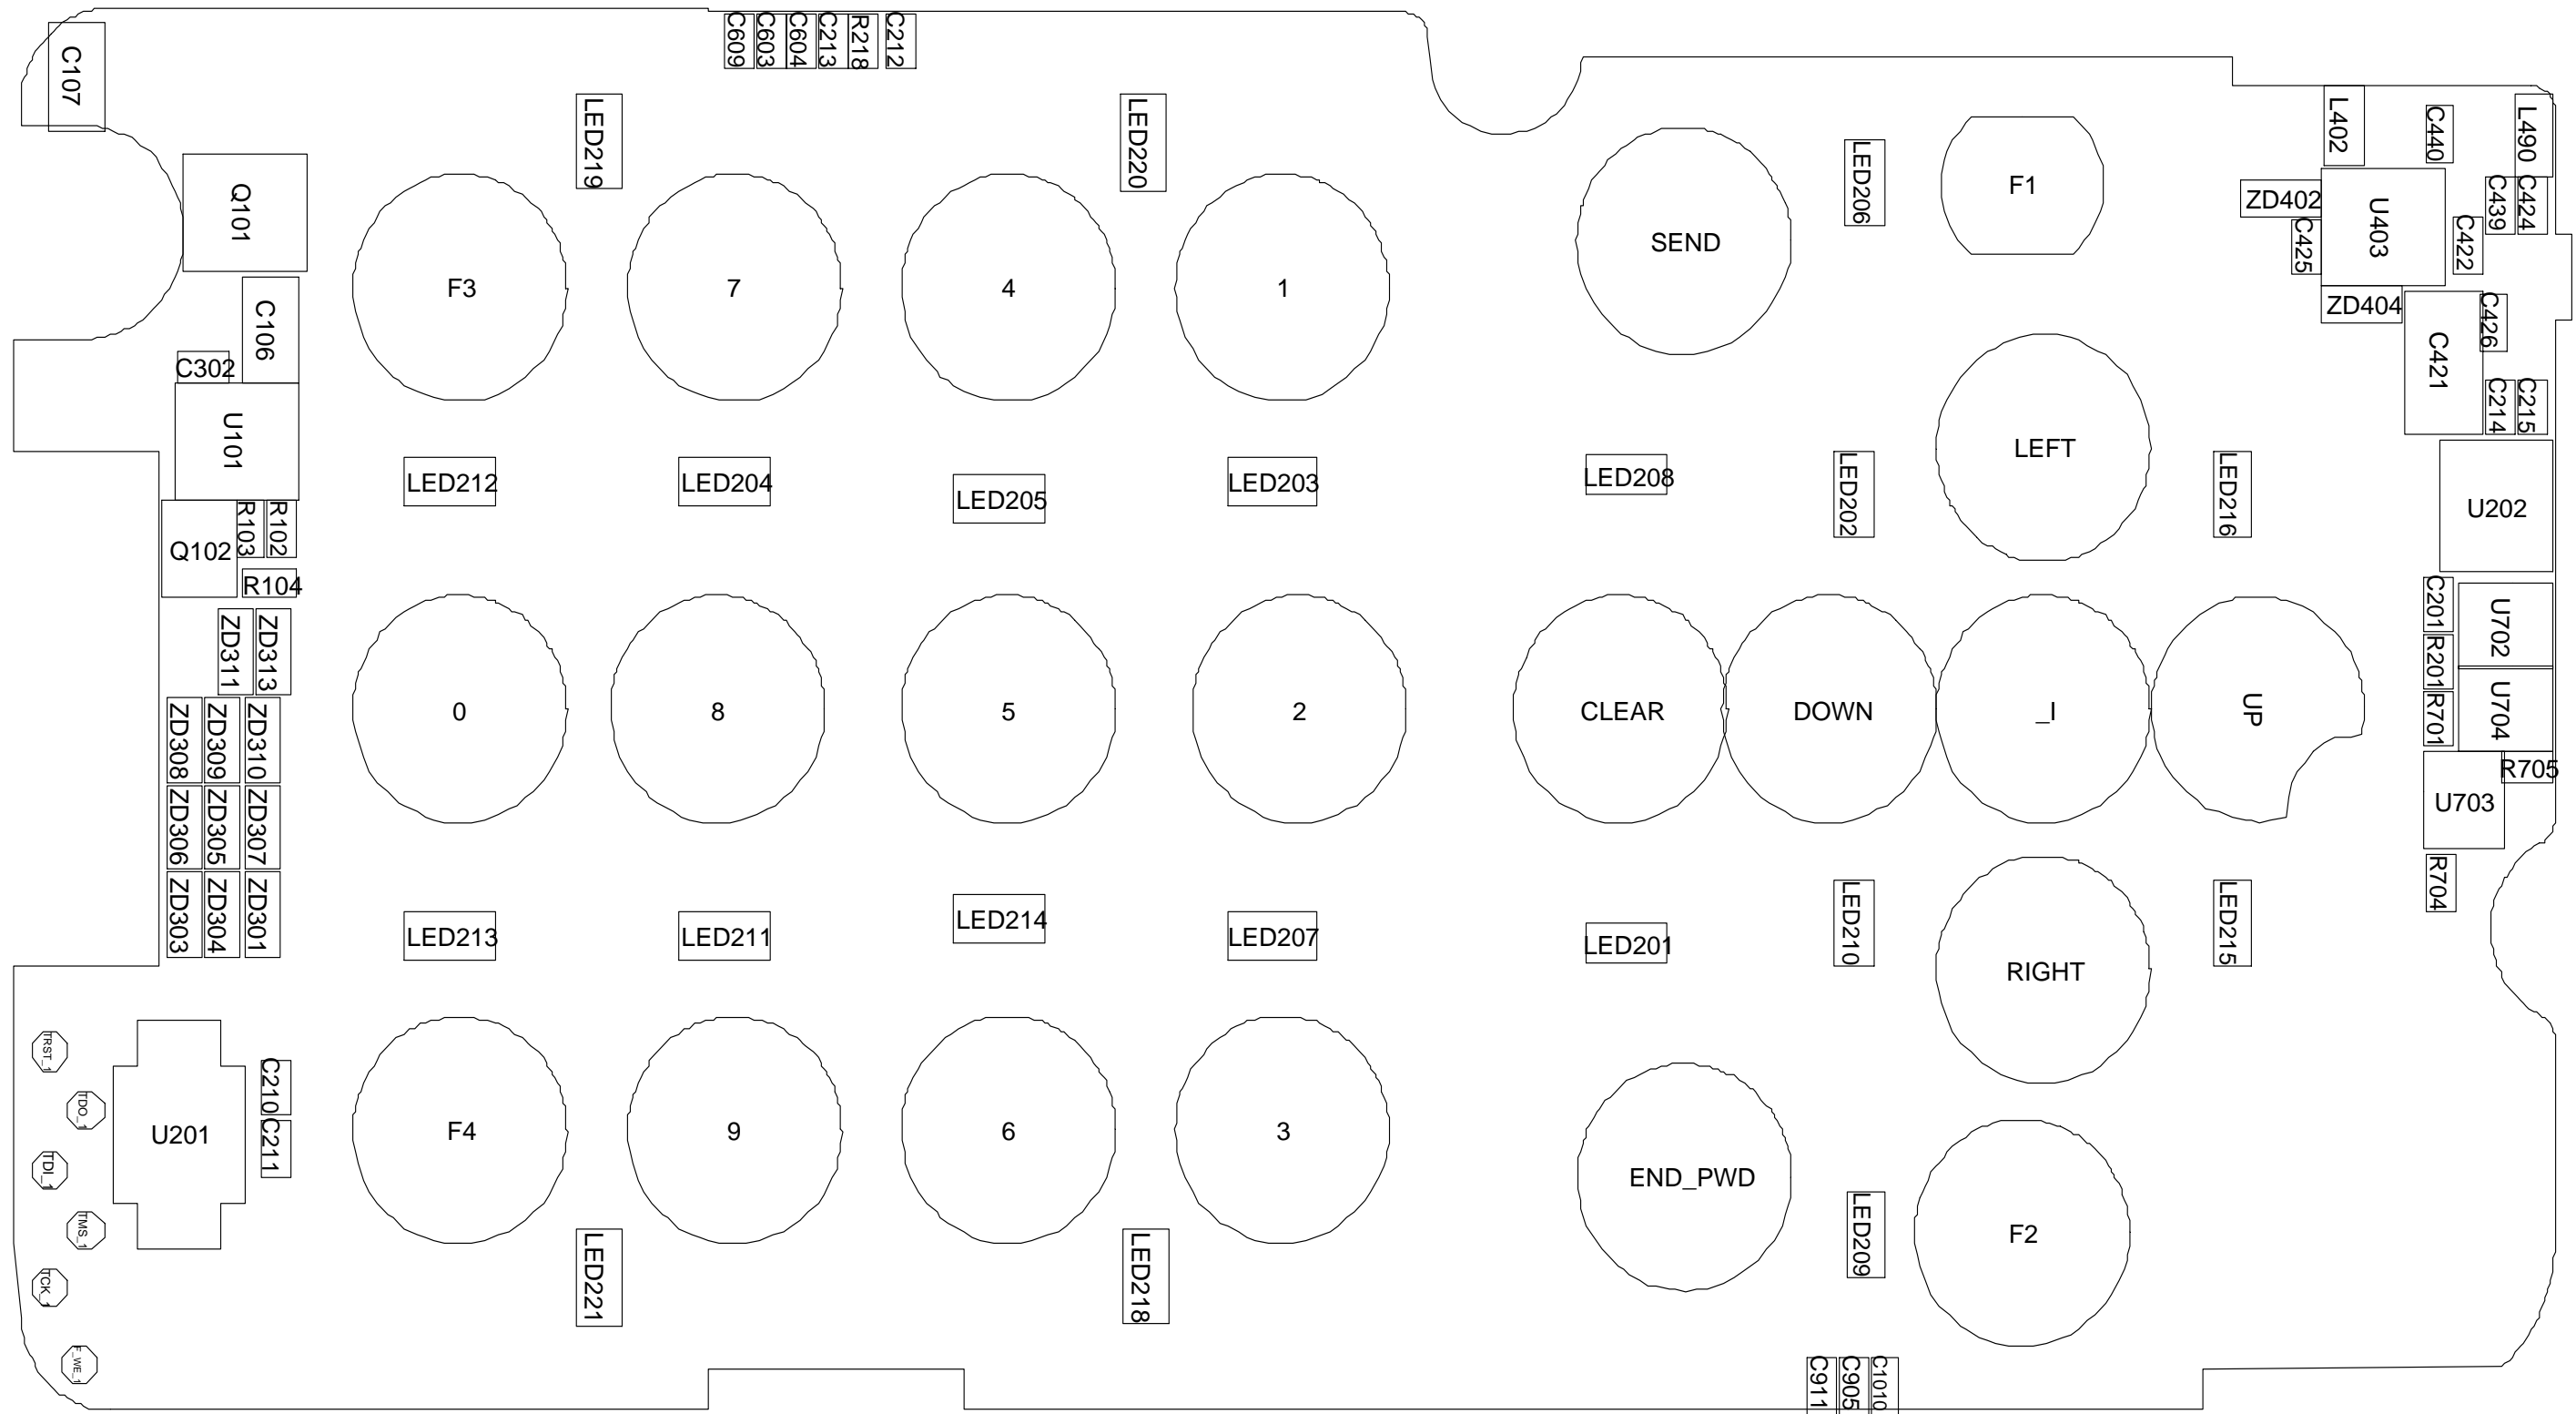 C107
C609
C603
C604
C213
R218
C212
LED219
LED220
LED206
L402
C440
L490
Q101
F3
7
4
1
SEND
F1
ZD402
C425
U403
C422
C439
C424
ZD404
C106
C302
U101
C421
C426
C214
C215
LEFT
LED212
LED204
LED205
LED203
LED208
LED202
LED216
U202
Q102
R103
R102
R104
ZD311
ZD313
C201
U702
R201
ZD308
ZD309
ZD310
0
8
5
2
CLEAR
DOWN
_I
UP
R701
U704
R705
U703
ZD306
ZD305
ZD307
ZD303
ZD304
ZD301
R704
LED213
LED211
LED214
LED207
LED201
LED210
LED215
RIGHT
TRST_1
TDO_1
TDI_1
TMS_1
TCK_1
F_WE_1
U201
C210
C211
F4
9
6
3
END_PWD
LED209
F2
LED221
LED218
C911
C905
C1010